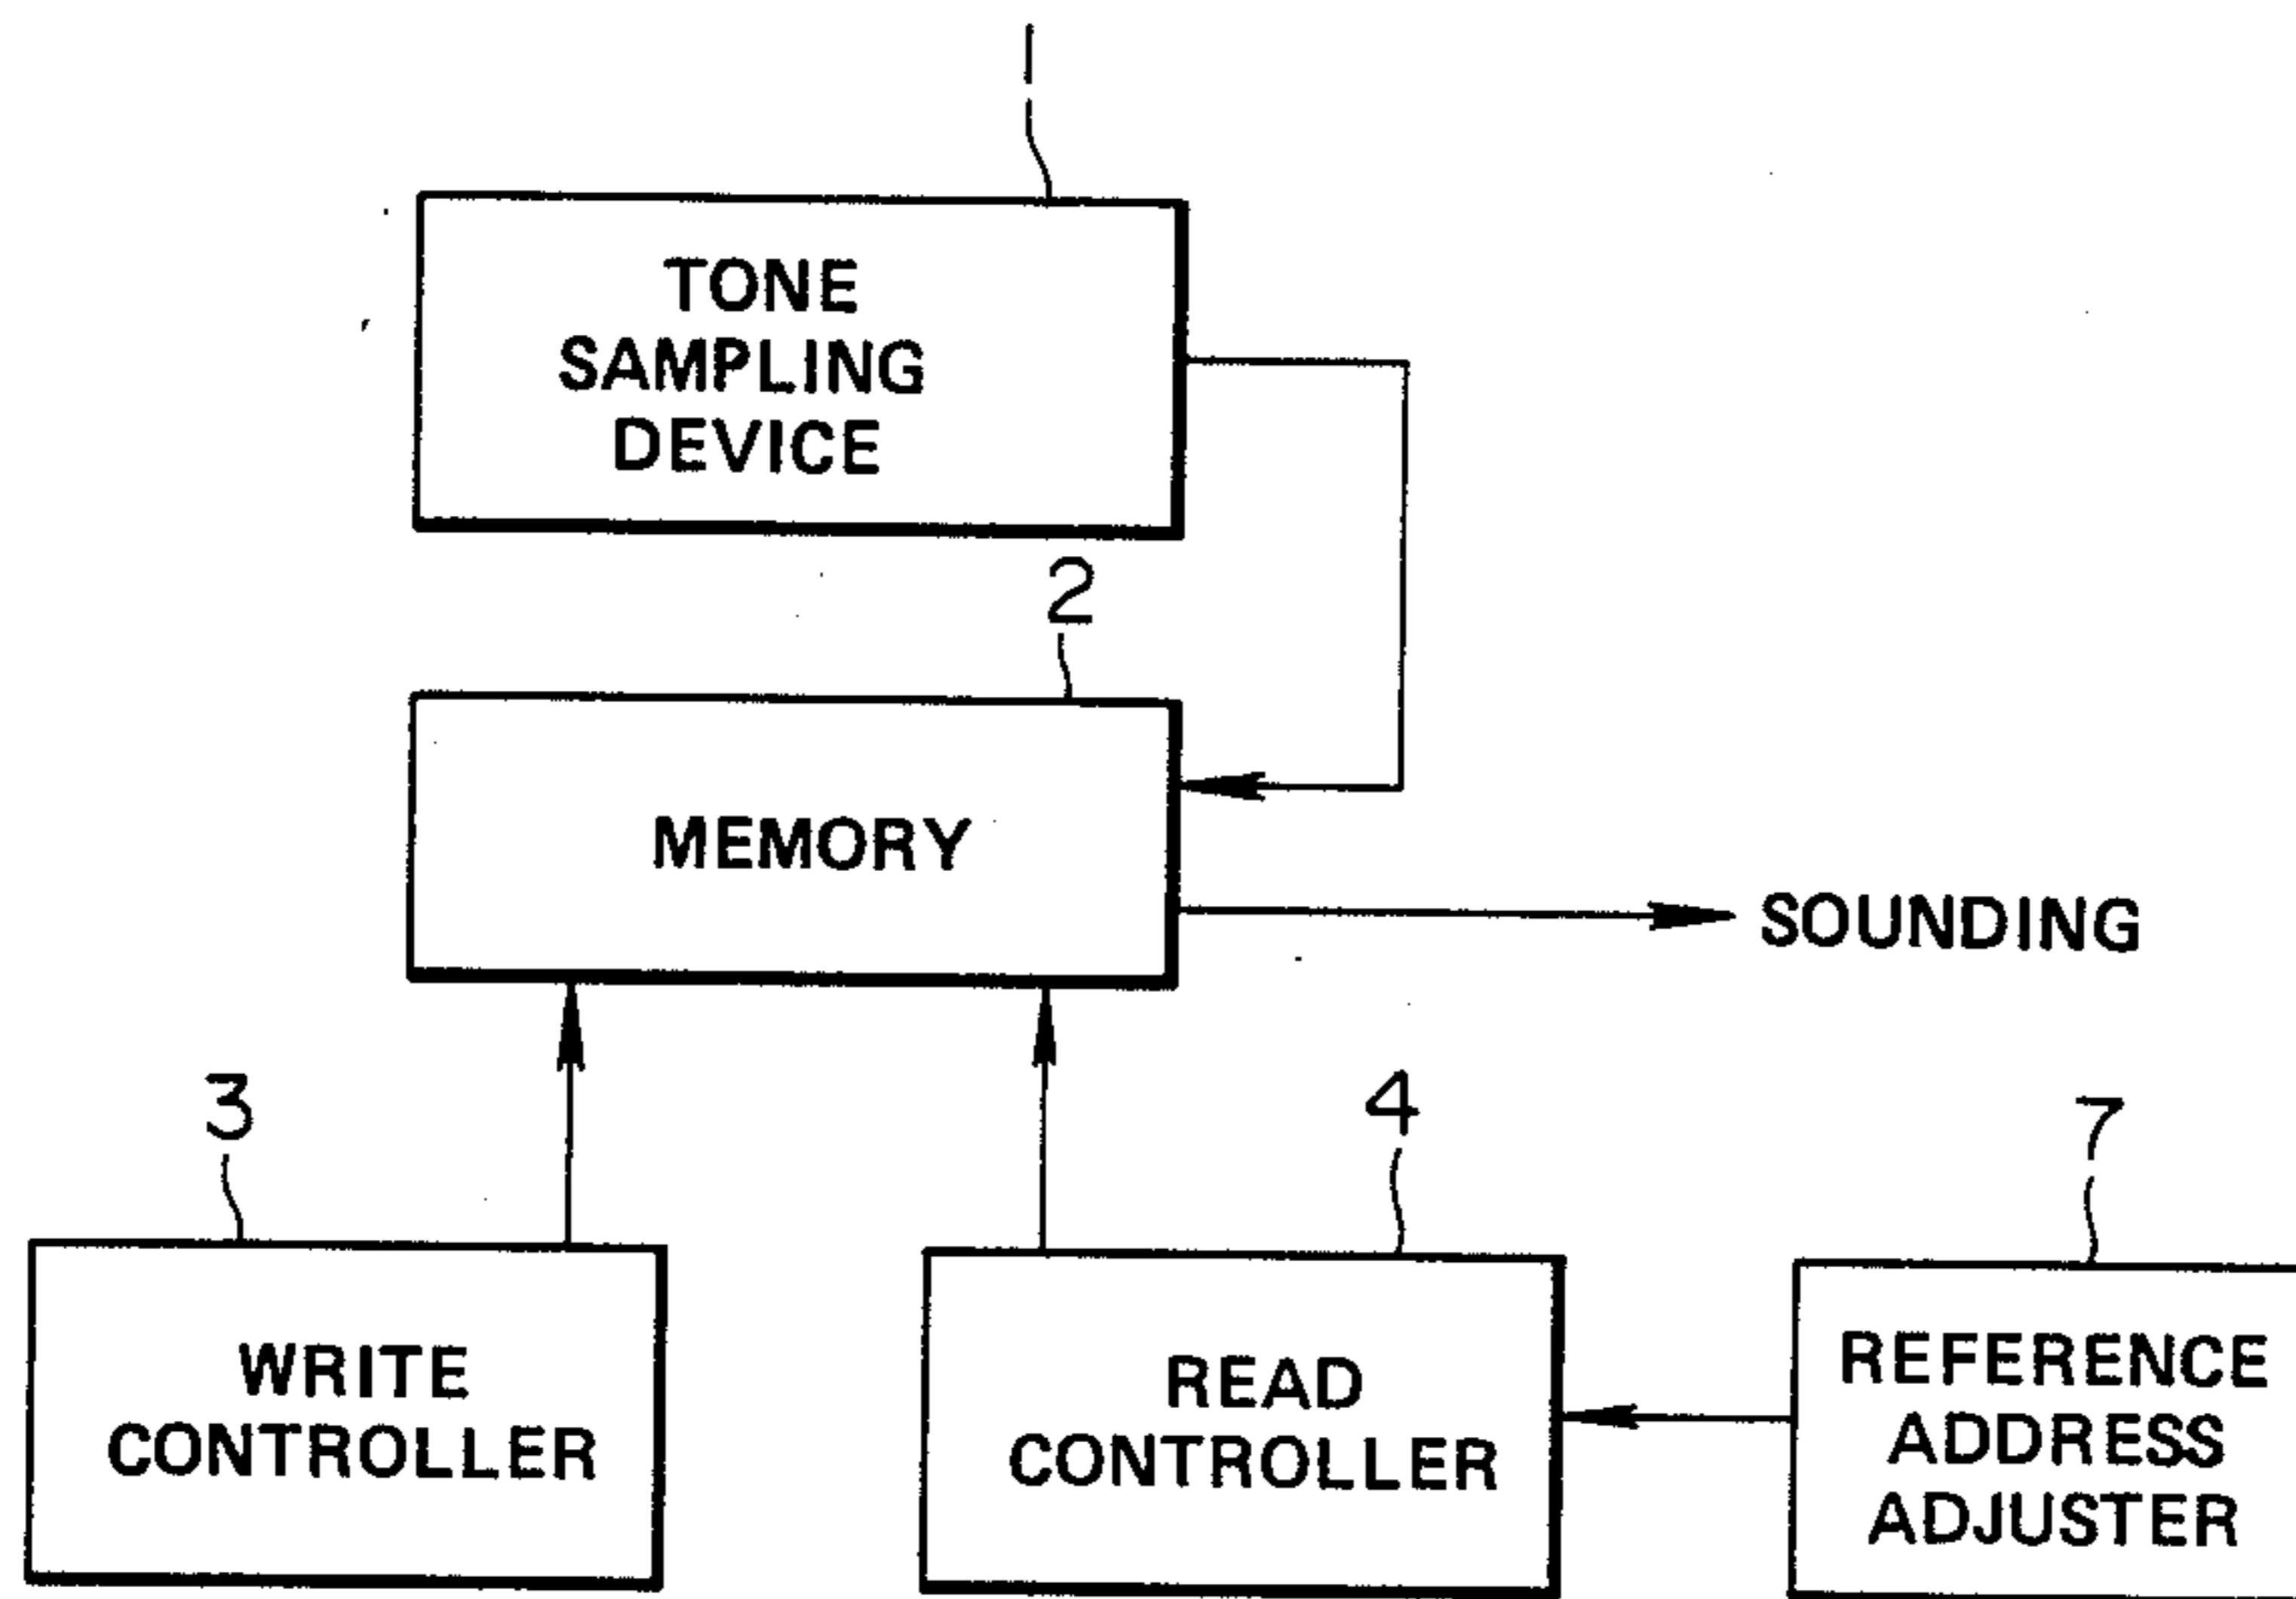 1
TONE
SAMPLING
DEVICE
2
MEMORY
SOUNDING
3
4
7
WRITE
CONTROLLER
READ
CONTROLLER
REFERENCE
ADDRESS
ADJUSTER